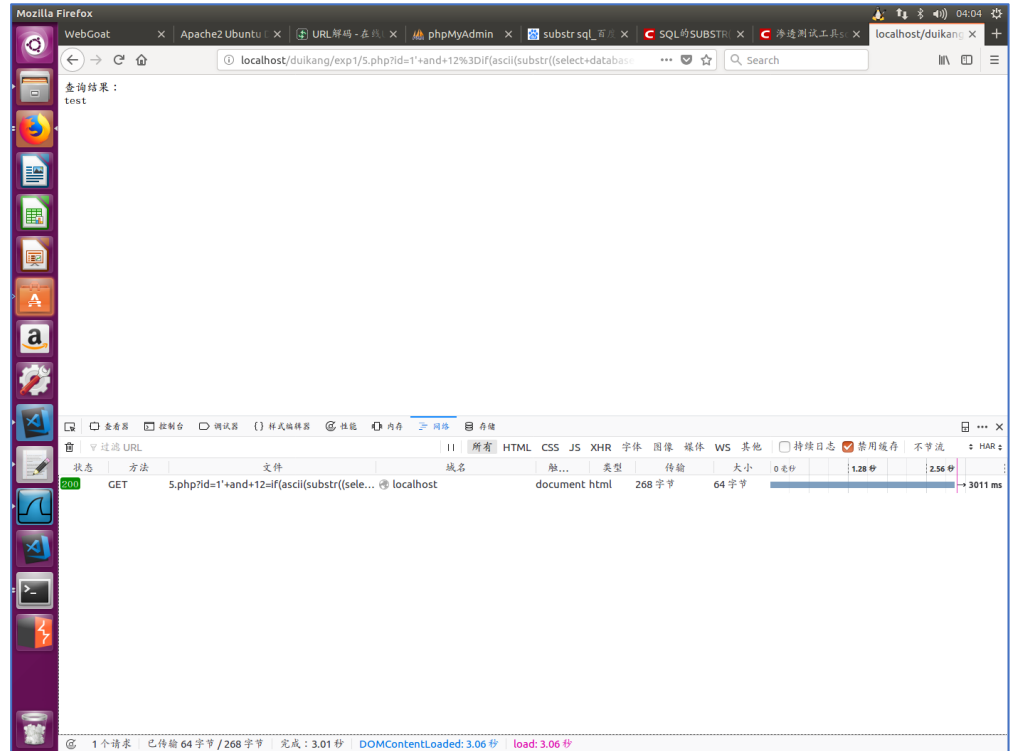 Mozilla Firefox 04:04
WebGoat × Apache2 Ubuntu × URL解码 - 在线 × phpMyAdmin × substr sql_百度 × SQL的SUBSTR × 渗透测试工具s × localhost/duikang × +
localhost/duikang/exp1/5.php?id=1'+and+12%3Dif(ascii(substr((select+database ··· Search
查询结果：
test
查看器 控制台 调试器 {} 样式编辑器 性能 内存 网络 存储
过滤 URL 所有 HTML CSS JS XHR 字体 图像 媒体 WS 其他 持续日志 禁用缓存 不节流 HAR
状态 方法 文件 域名 触... 类型 传输 大小 0 毫秒 1.28 秒 2.56 秒
200 GET 5.php?id=1'+and+12=if(ascii(substr((sele... localhost document html 268 字节 64 字节 → 3011 ms
1 个请求 已传输 64 字节 / 268 字节 完成：3.01 秒 DOMContentLoaded: 3.06 秒 load: 3.06 秒